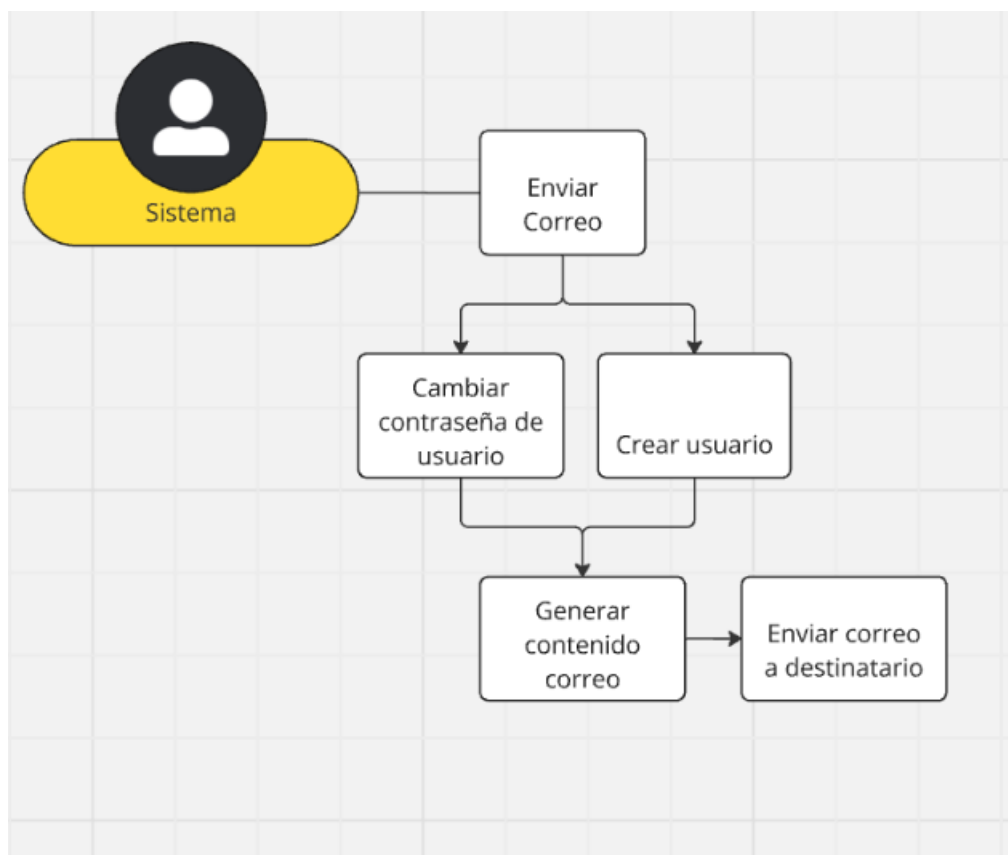 Sistema
Enviar
Correo
Cambiar
contraseña de
usuario
Crear usuario
Generar
contenido
correo
Enviar correo
a destinatario